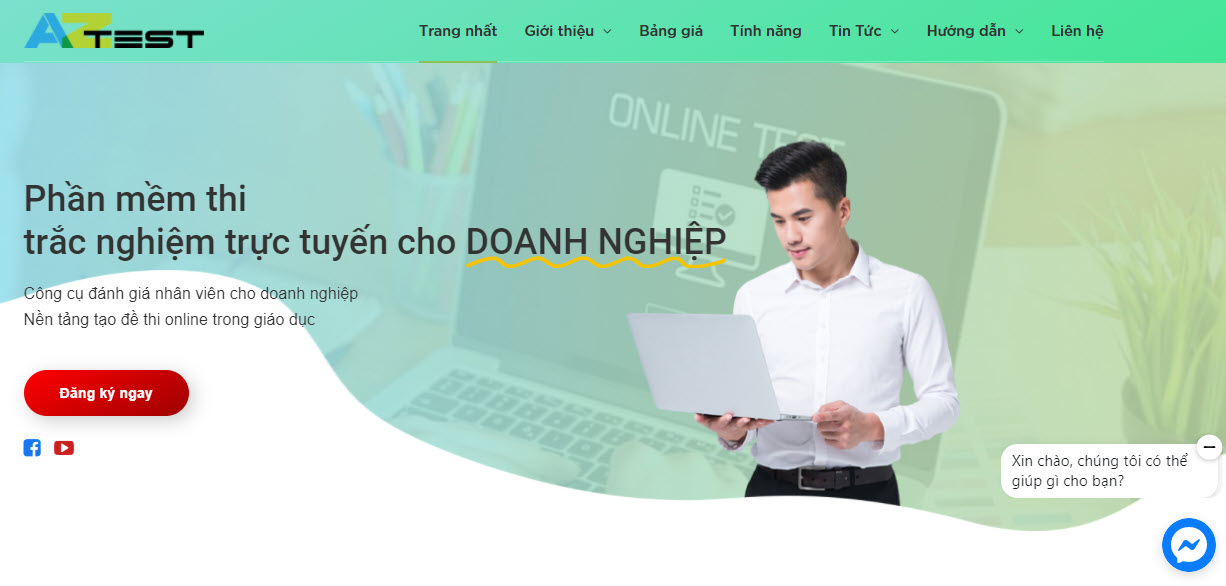 AZTEST
Trang nhất Giới thiệu Bảng giá Tính năng Tin Tức Hướng dẫn Liên hệ
ONLINE TEST
Phần mềm thi
trắc nghiệm trực tuyến cho DOANH NGHIỆP
Công cụ đánh giá nhân viên cho doanh nghiệp
Nền tảng tạo đề thi online trong giáo dục
Đăng ký ngay
Xin chào, chúng tôi có thể
giúp gì cho bạn?